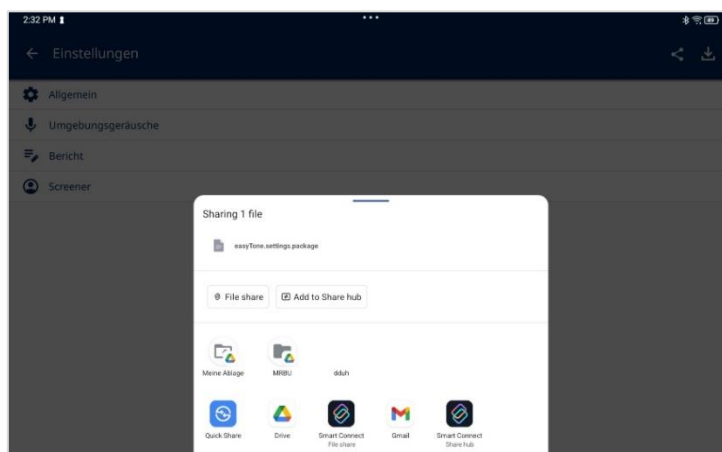 2:32 PM
89
Einstellungen
Allgemein
Umgebungsgeräusche
Bericht
Screener
Sharing 1 file
easyTone.settings.package
File share
Add to Share hub
Meine Ablage
MRBU
dduh
Quick Share
Drive
Smart Connect
File share
Gmail
Smart Connect
Share hub